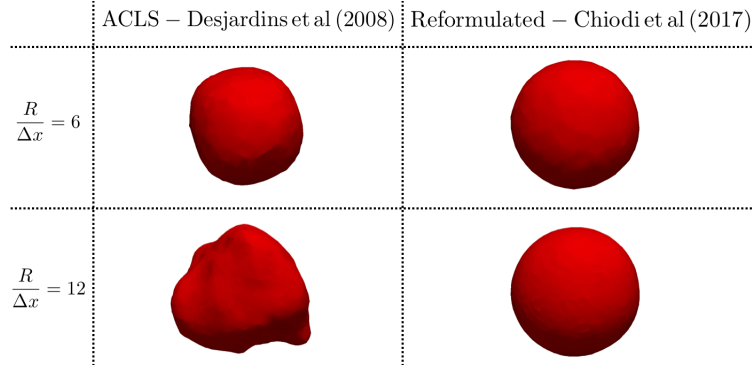 ACLS – Desjardins et al (2008) Reformulated – Chiodi et al (2017)
R/Δx = 6
R/Δx = 12